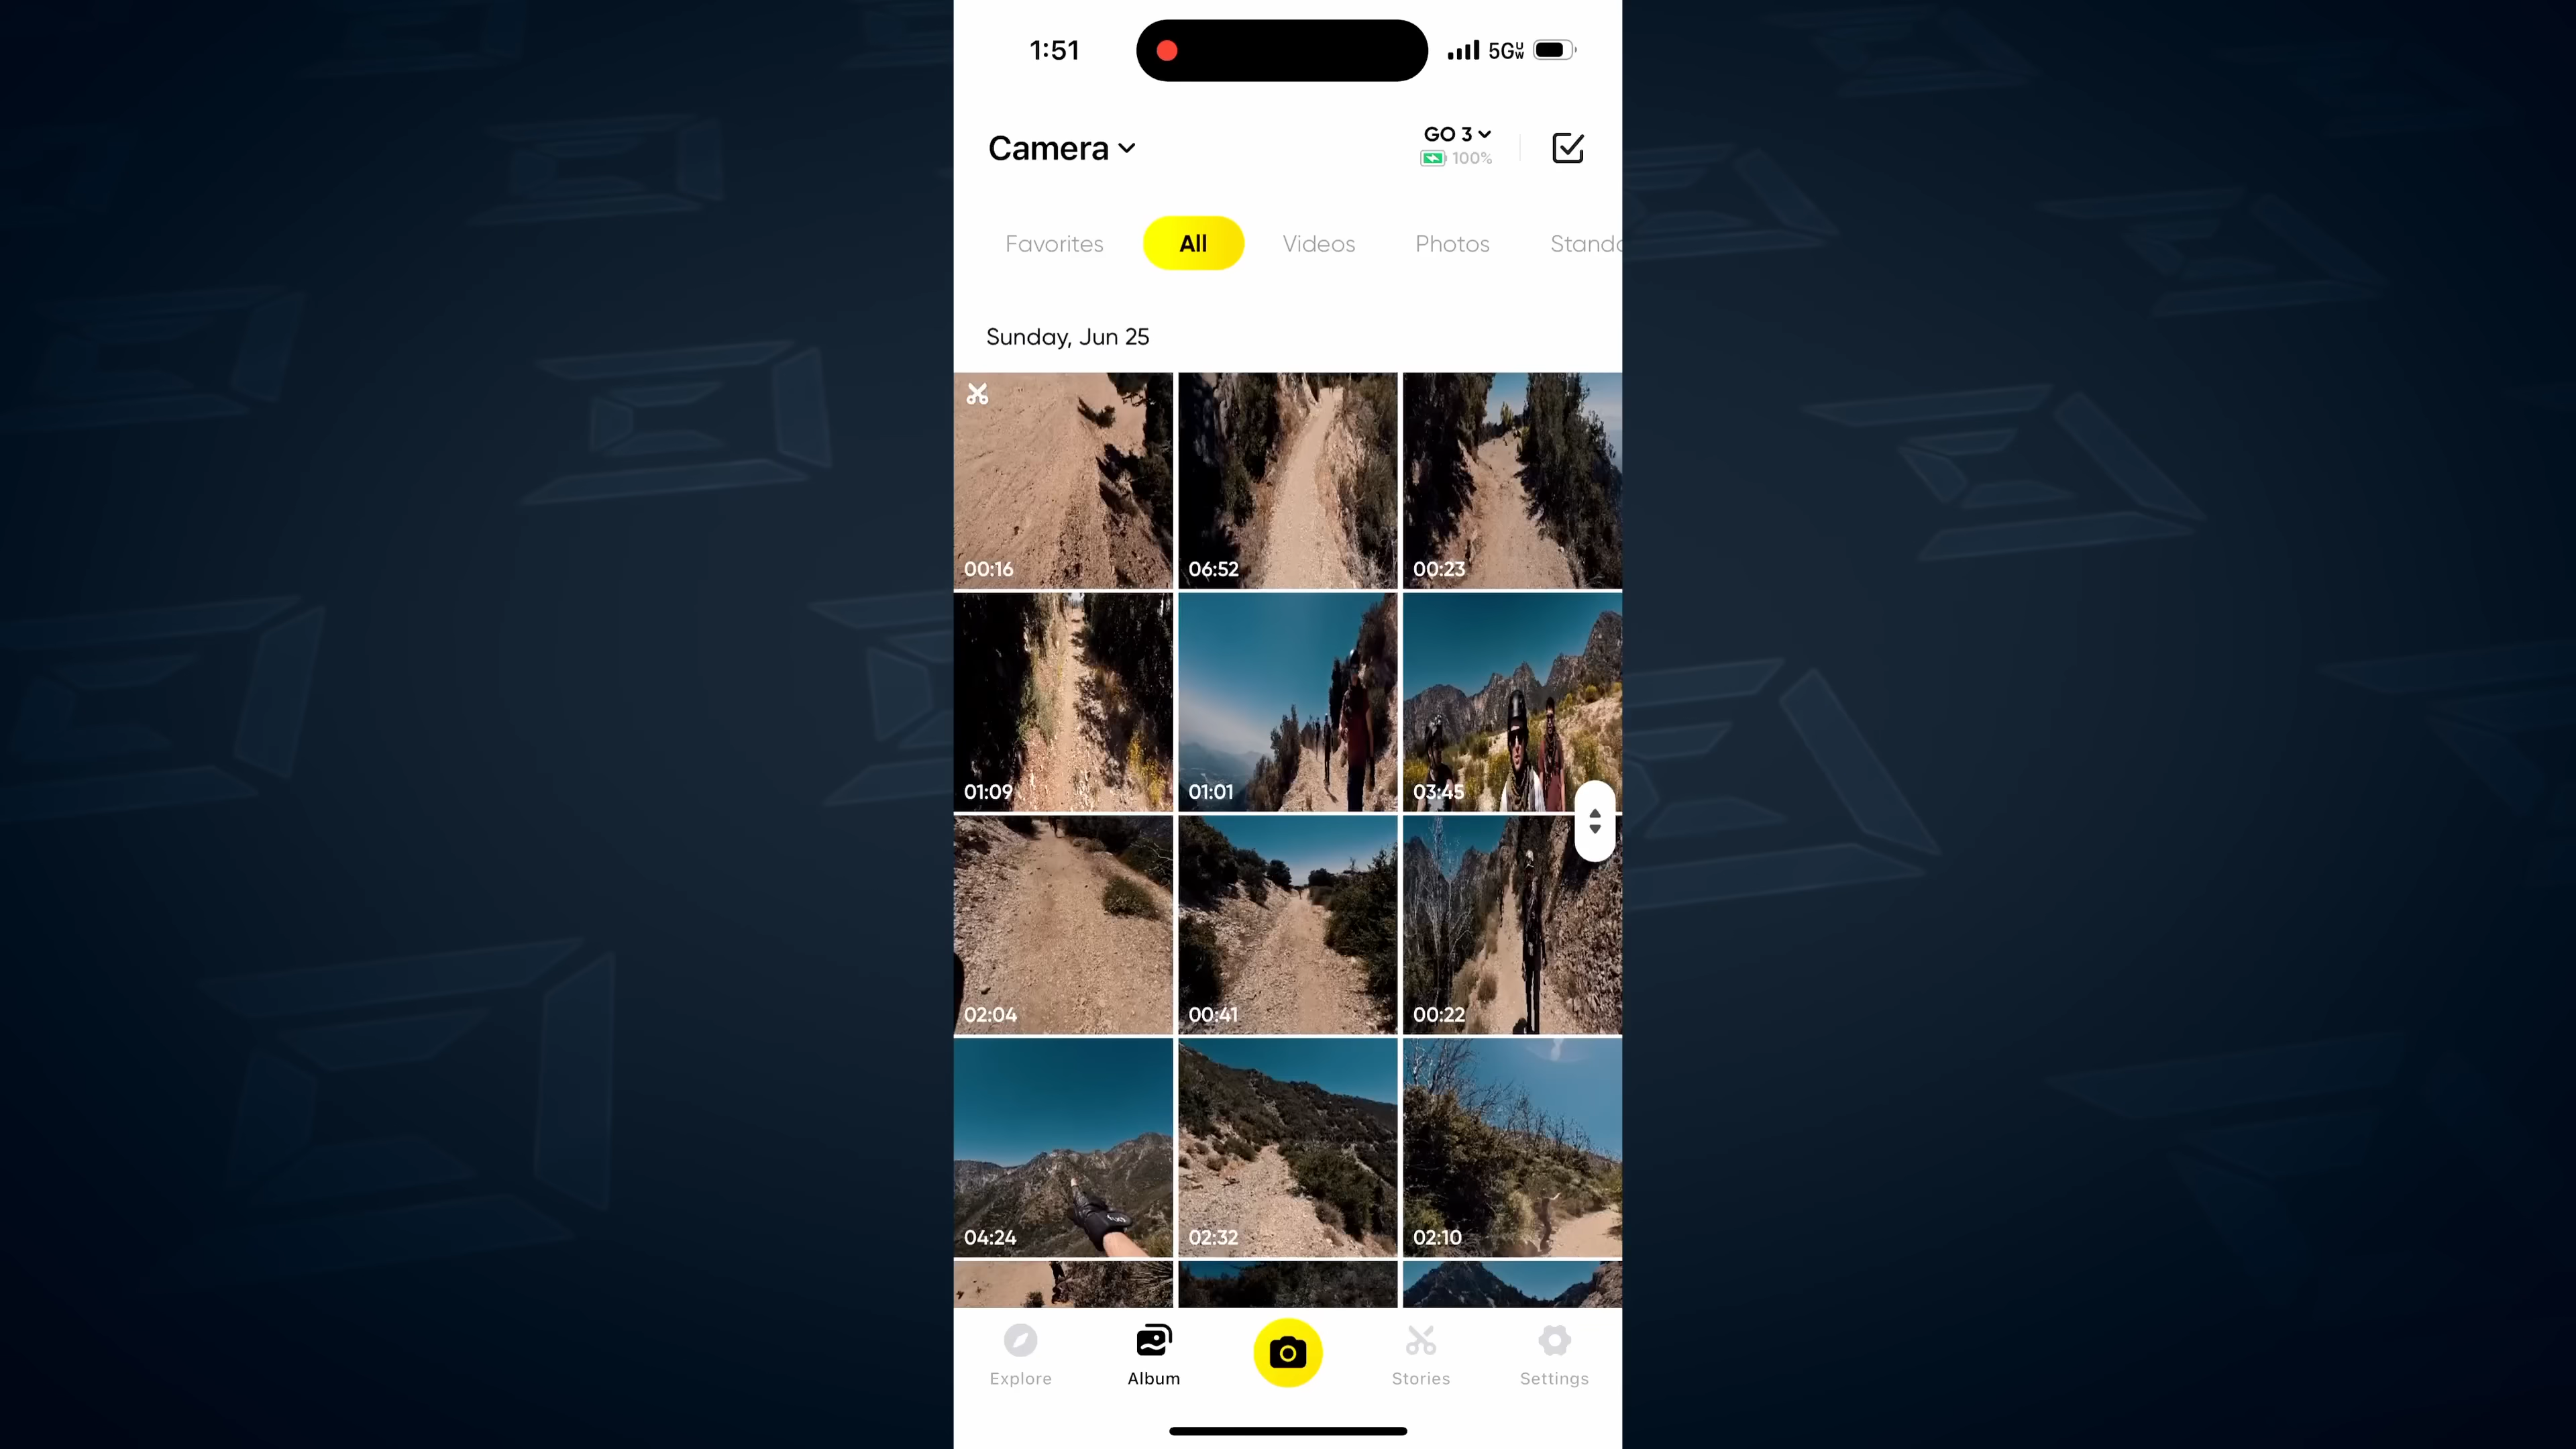 1:51
5GUW
Camera
GO 3
100%
Favorites
All
Videos
Photos
Sunday, Jun 25
00:16
06:52
00:23
01:09
01:01
03:45
02:04
00:41
00:22
04:24
02:32
02:10
Explore
Album
Stories
Settings